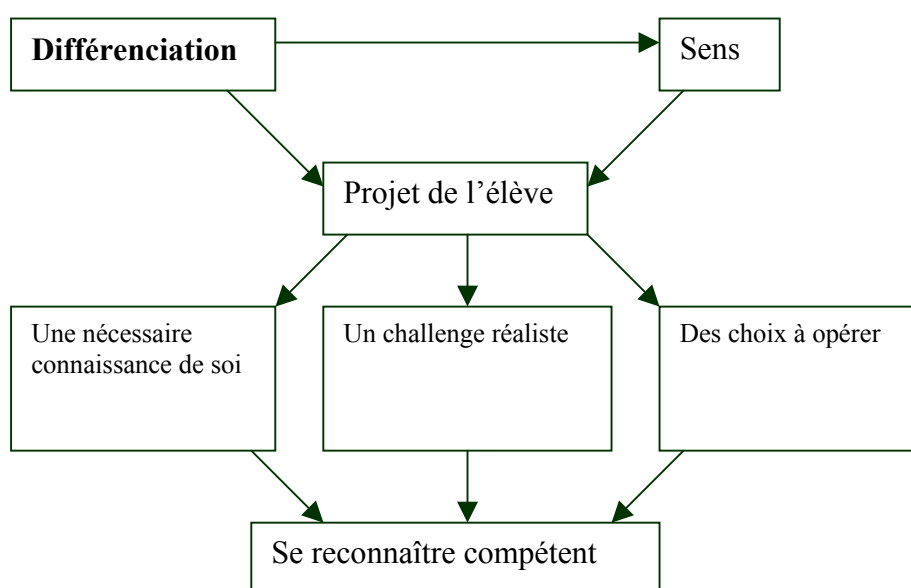 Différenciation
Sens
Projet de l’élève
Une nécessaire
connaissance de soi
Un challenge réaliste
Des choix à opérer
Se reconnaître compétent